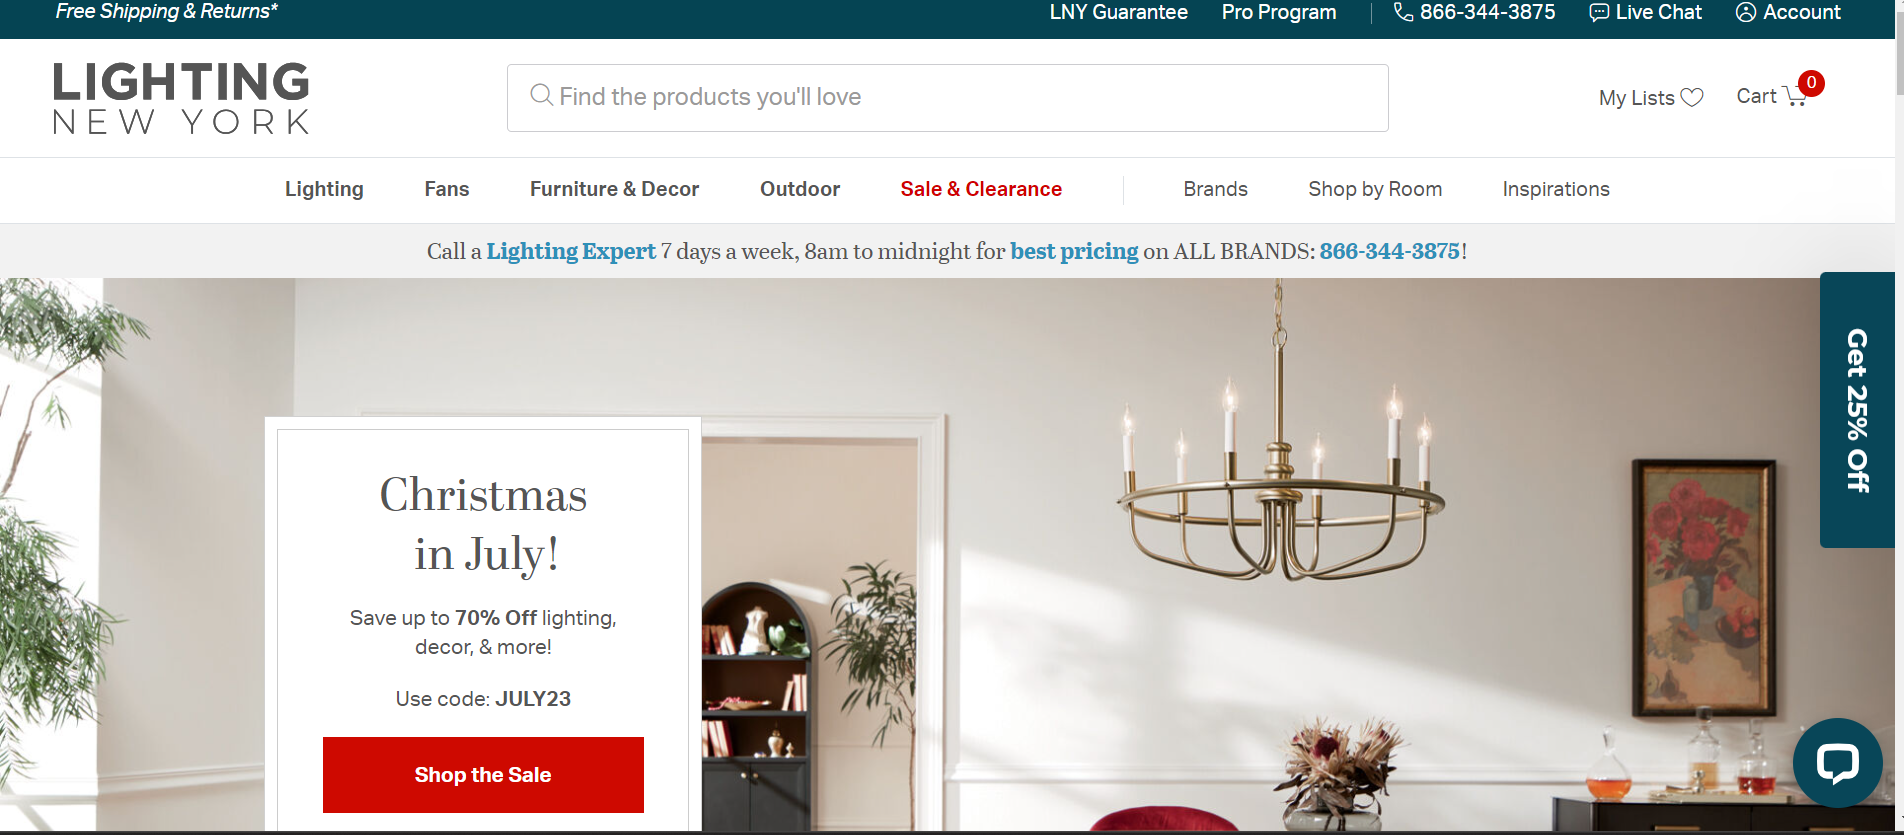 Free Shipping & Returns*
LNY Guarantee
Pro Program
866-344-3875
Live Chat
Account
LIGHTING
NEW YORK
Find the products you'll love
My Lists
Cart
0
Lighting
Fans
Furniture & Decor
Outdoor
Sale & Clearance
Brands
Shop by Room
Inspirations
Call a Lighting Expert 7 days a week, 8am to midnight for best pricing on ALL BRANDS: 866-344-3875!
Get 25% Off
Christmas
in July!
Save up to 70% Off lighting,
decor, & more!
Use code: JULY23
Shop the Sale